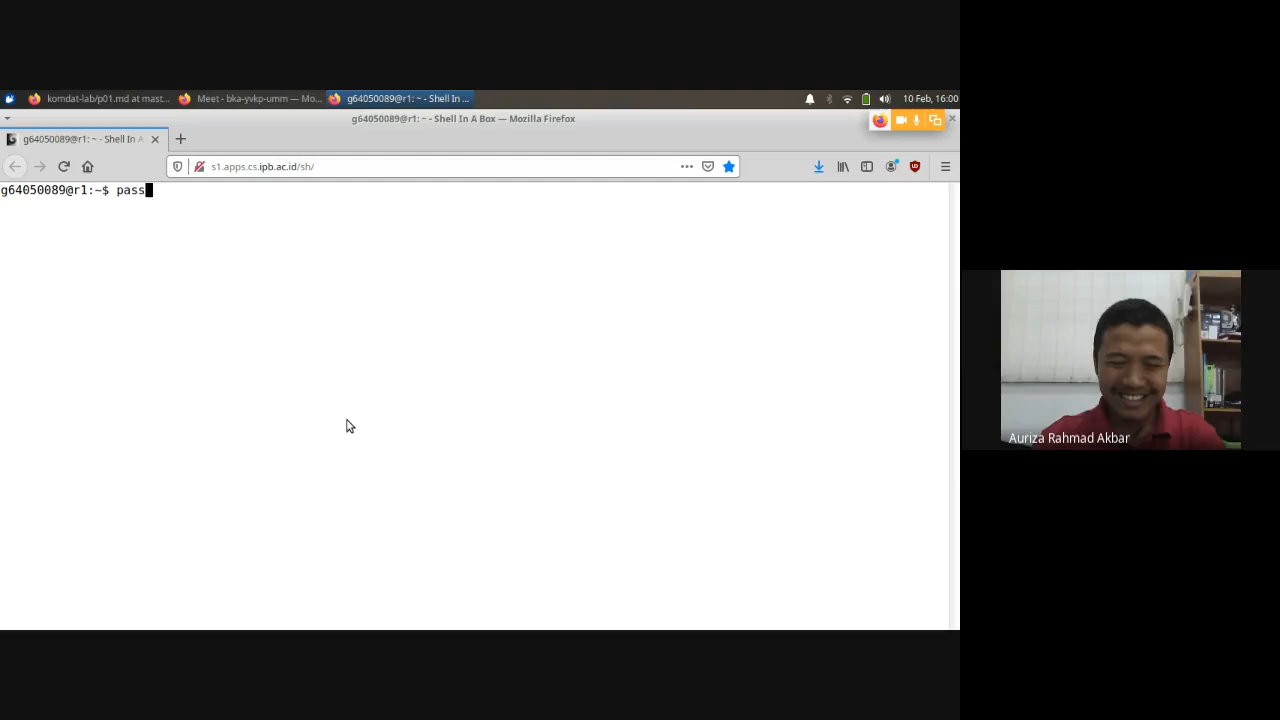 komdat-lab/p01.md at mast...
Meet - bka-yvkp-umm — Mo...
g64050089@r1: ~ - Shell In ...
10 Feb, 16:00
g64050089@r1: ~ - Shell In A Box — Mozilla Firefox
g64050089@r1: ~ - Shell In A
s1.apps.cs.ipb.ac.id/sh/
g64050089@r1:~$ pass
Auriza Rahmad Akbar